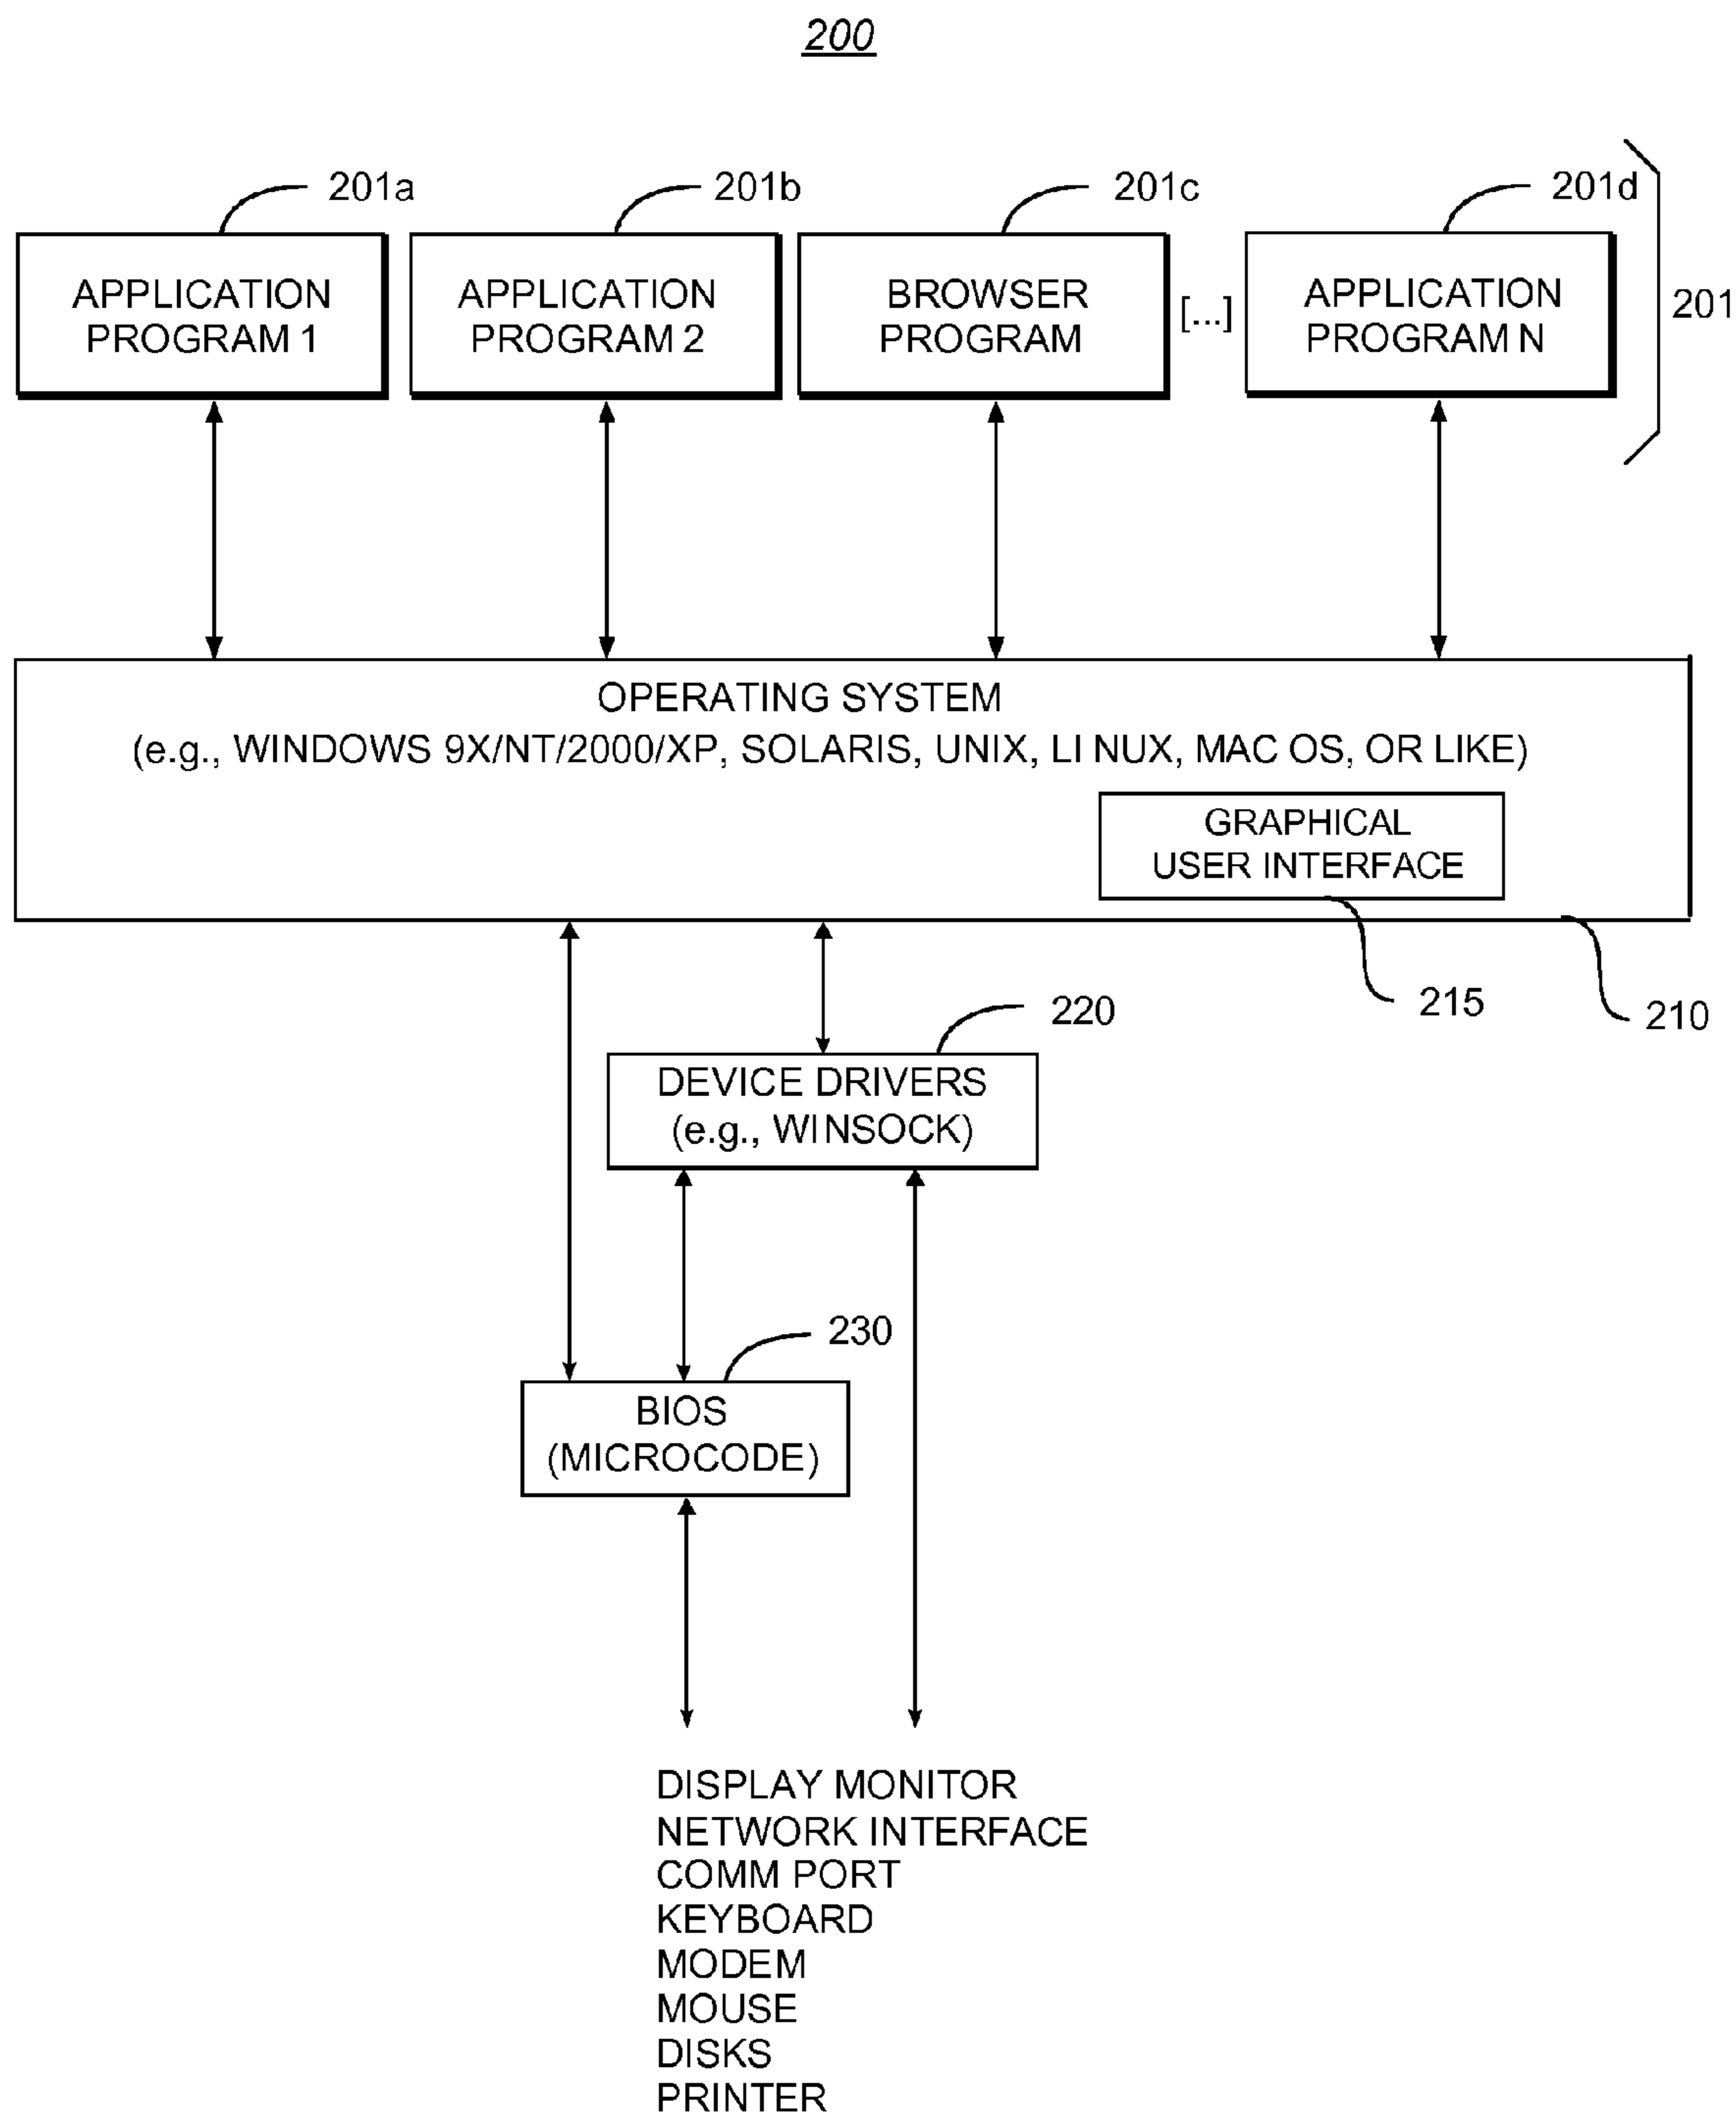 200
201a
201b
201c
201d
APPLICATION
PROGRAM 1
APPLICATION
PROGRAM 2
BROWSER
PROGRAM
[...]
APPLICATION
PROGRAM N
201
OPERATING SYSTEM
(e.g., WINDOWS 9X/NT/2000/XP, SOLARIS, UNIX, LI NUX, MAC OS, OR LIKE)
GRAPHICAL
USER INTERFACE
215
210
220
DEVICE DRIVERS
(e.g., WINSOCK)
230
BIOS
(MICROCODE)
DISPLAY MONITOR
NETWORK INTERFACE
COMM PORT
KEYBOARD
MODEM
MOUSE
DISKS
PRINTER